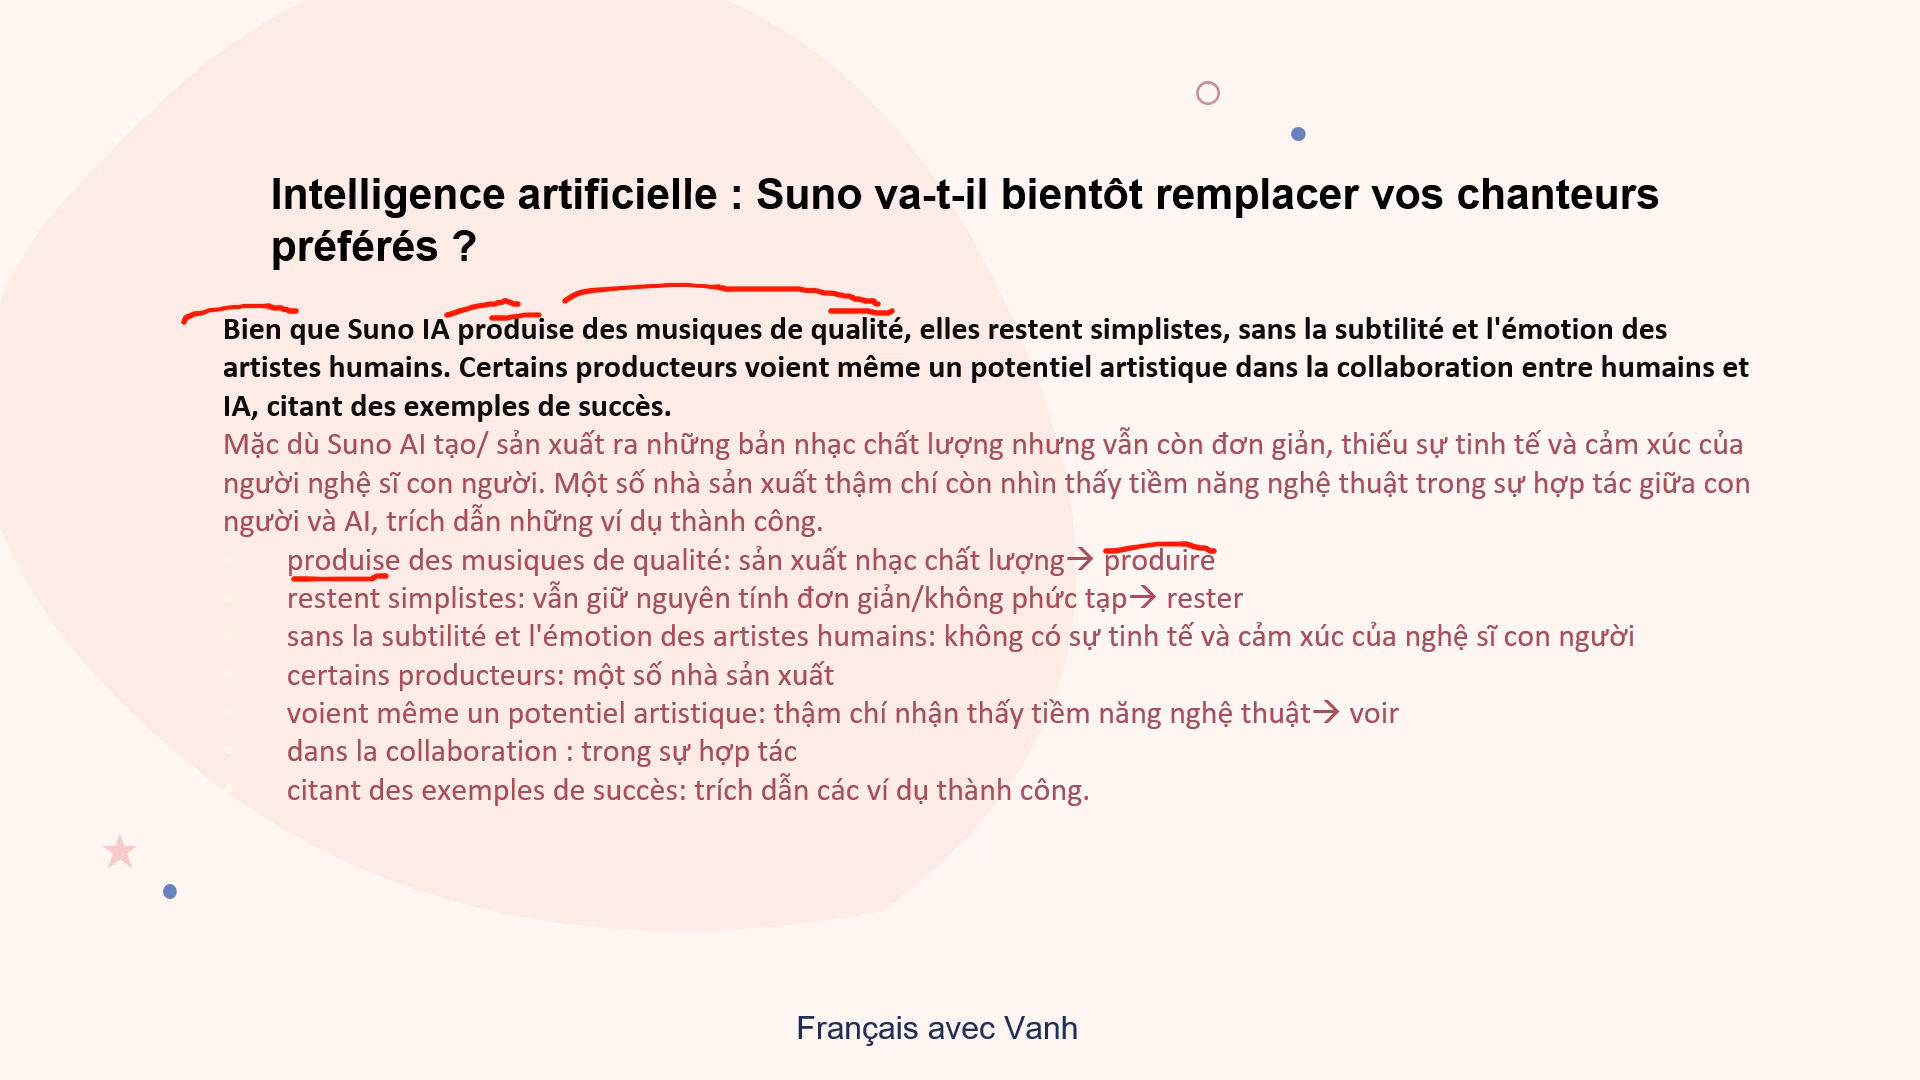 Intelligence artificielle : Suno va-t-il bientôt remplacer vos chanteurs
préférés ?
Bien que Suno IA produise des musiques de qualité, elles restent simplistes, sans la subtilité et l'émotion des
artistes humains. Certains producteurs voient même un potentiel artistique dans la collaboration entre humains et
IA, citant des exemples de succès.
Mặc dù Suno AI tạo/ sản xuất ra những bản nhạc chất lượng nhưng vẫn còn đơn giản, thiếu sự tinh tế và cảm xúc của
người nghệ sĩ con người. Một số nhà sản xuất thậm chí còn nhìn thấy tiềm năng nghệ thuật trong sự hợp tác giữa con
người và AI, trích dẫn những ví dụ thành công.
produise des musiques de qualité: sản xuất nhạc chất lượng→ produire
restent simplistes: vẫn giữ nguyên tính đơn giản/không phức tạp→ rester
sans la subtilité et l'émotion des artistes humains: không có sự tinh tế và cảm xúc của nghệ sĩ con người
certains producteurs: một số nhà sản xuất
voient même un potentiel artistique: thậm chí nhận thấy tiềm năng nghệ thuật→ voir
dans la collaboration : trong sự hợp tác
citant des exemples de succès: trích dẫn các ví dụ thành công.
Français avec Vanh